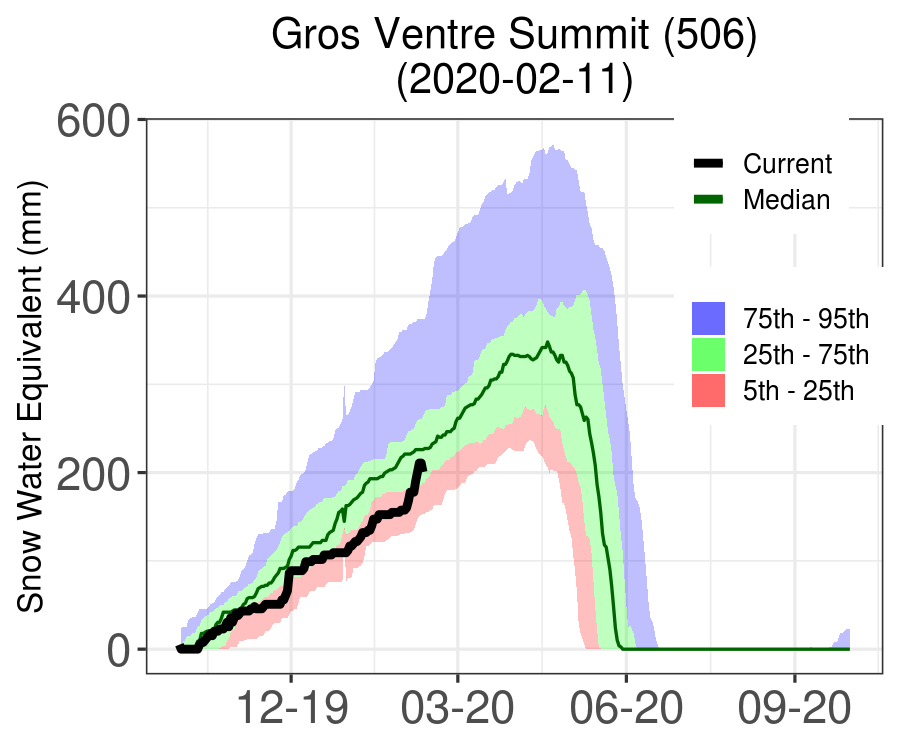 Gros Ventre Summit (506)
(2020-02-11)
Snow Water Equivalent (mm)
600
400
200
0
12-19
03-20
06-20
09-20
Current
Median
75th - 95th
25th - 75th
5th - 25th